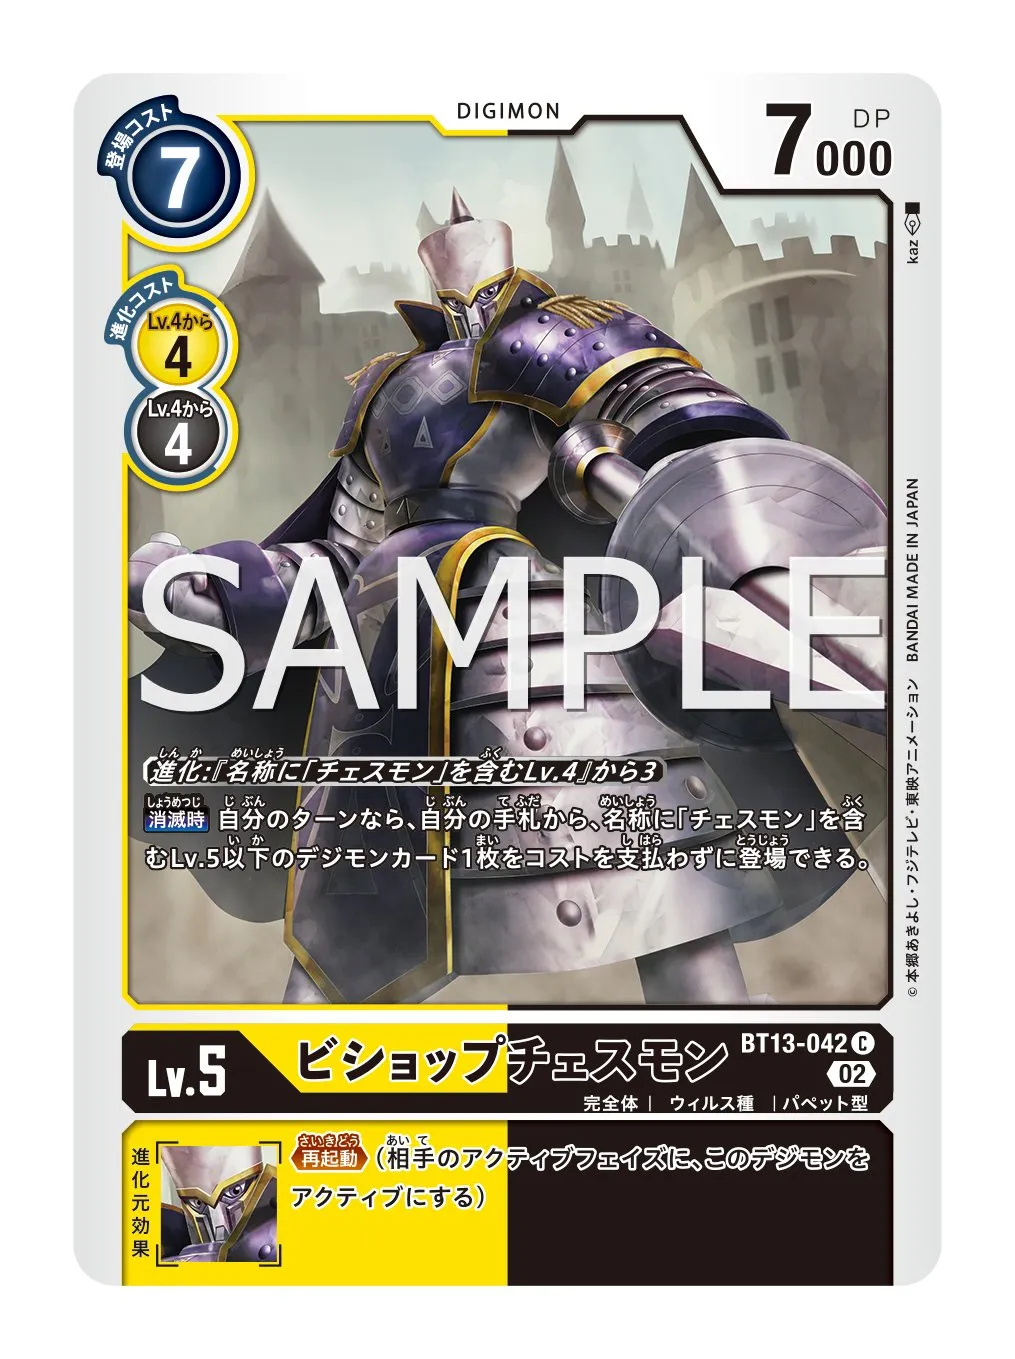 DIGIMON
登場コスト
7
7000
DP
進化コスト
Lv.4から
4
Lv.4から
4
kaz
SAMPLE
進化:『名称に「チェスモン」を含むLv.4』から3
消滅時 自分のターンなら、自分の手札から、名称に「チェスモン」を含
むLv.5以下のデジモンカード1枚をコストを支払わずに登場できる。
©本郷あきよし・フジテレビ・東映アニメーション BANDAI MADE IN JAPAN
Lv.5
ビショップチェスモン
BT13-042 C
02
完全体 | ウィルス種 | パペット型
進化元効果
再起動 (相手のアクティブフェイズに、このデジモンを
アクティブにする)